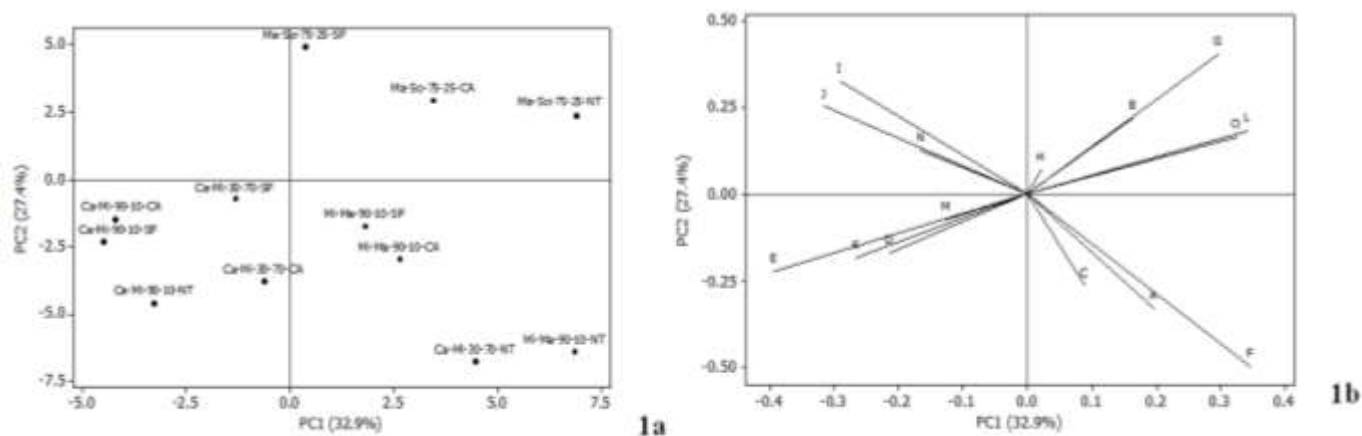 PC2 (27.4%)
5.0
2.5
0.0
-2.5
-5.0
-7.5
Ma-So-75-25-SF
Ma-So-75-25-CA
Ma-So-75-25-NT
Ca-Mi-30-70-SF
Ca-Mi-90-10-CA
Mi-Ma-90-10-SF
Ca-Mi-90-10-SF
Mi-Ma-90-10-CA
Ca-Mi-30-70-CA
Ca-Mi-90-10-NT
Ca-Mi-30-70-NT
Mi-Ma-90-10-NT
-5.0
-2.5
0.0
2.5
5.0
7.5
PC1 (32.9%)
1a
PC2 (27.4%)
0.50
0.25
0.00
-0.25
-0.50
G
I
J
B
L
O
N
H
M
D
K
E
C
A
F
-0.4
-0.3
-0.2
-0.1
0.0
0.1
0.2
0.3
0.4
PC1 (32.9%)
1b